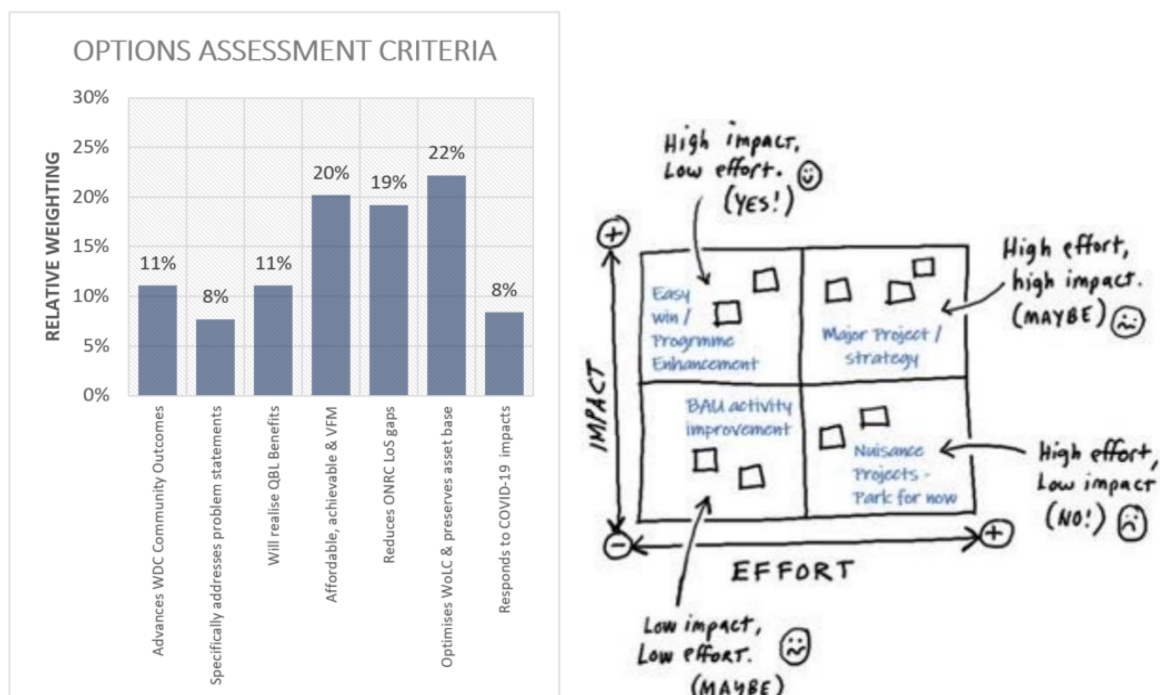 OPTIONS ASSESSMENT CRITERIA
RELATIVE WEIGHTING
30%
25%
20%
15%
10%
5%
0%
11%
8%
11%
20%
19%
22%
8%
Advances WDC Community Outcomes
Specifically addresses problem statements
Will realise QBL Benefits
Affordable, achievable & VFM
Reduces ONRC LoS gaps
Optimises WoLC & preserves asset base
Responds to COVID-19 impacts
High impact,
Low effort.
(YES!)
High effort,
high impact.
(MAYBE)
+
IMPACT
Easy
win /
Progrmme
Enhancement
Major Project /
strategy
BAU activity
improvement
Nuisance
Projects -
Park for now
High effort,
Low impact
(NO!)
-
+
EFFORT
Low impact,
Low effort.
(MAYBE)